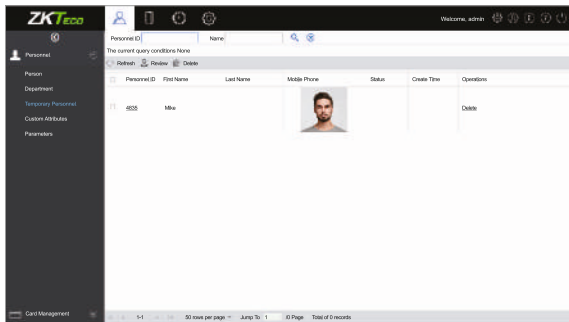 ZKTECO
Welcome, admin
Personnel ID
Name
The current query conditions None
Refresh Review Delete
Personnel
Person
Department
Temporary Personnel
Custom Attributes
Parameters
Personnel ID First Name Last Name Mobile Phone Status Create Time Operations
4635 Mike Delete
Card Management
1-1 50 rows per page Jump To 1 /0 Page Total of 0 records